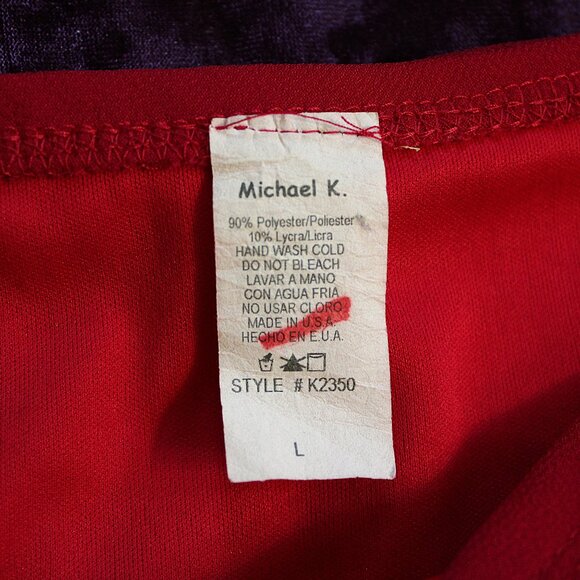 Michael K.
90% Polyester/Poliester
10% Lycra/Licra
HAND WASH COLD
DO NOT BLEACH
LAVAR A MANO
CON AGUA FRIA
NO USAR CLORO
MADE IN U.S.A.
HECHO EN E.U.A.
STYLE # K2350
L